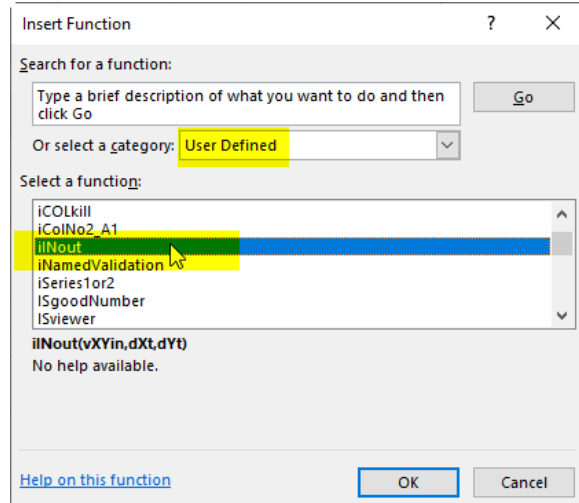 Insert Function ? ×
Search for a function:
Type a brief description of what you want to do and then
click Go
Go
Or select a category: User Defined
Select a function:
iCOLkill
iColNo2_A1
iINout
iNamedValidation
iSeries1or2
ISgoodNumber
ISviewer
iINout(vXYin,dXt,dYt)
No help available.
Help on this function OK Cancel